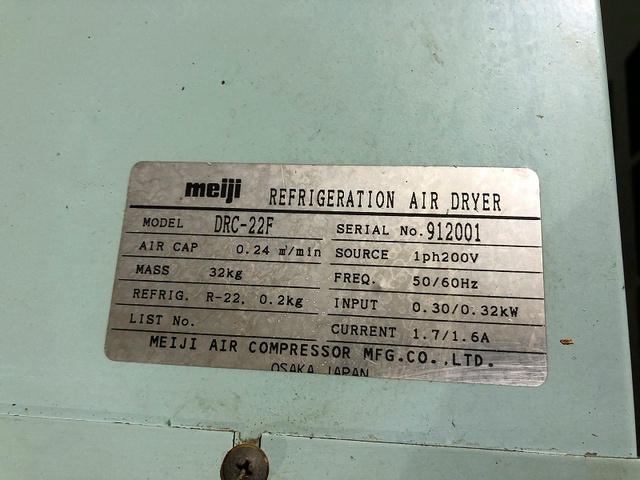 meiji REFRIGERATION AIR DRYER
MODEL DRC-22F
SERIAL No. 912001
AIR CAP 0.24 m³/min
SOURCE 1ph200V
MASS 32kg
FREQ. 50/60Hz
REFRIG. R-22, 0.2kg
INPUT 0.30/0.32kW
LIST No.
CURRENT 1.7/1.6A
MEIJI AIR COMPRESSOR MFG.CO.,LTD.
OSAKA JAPAN